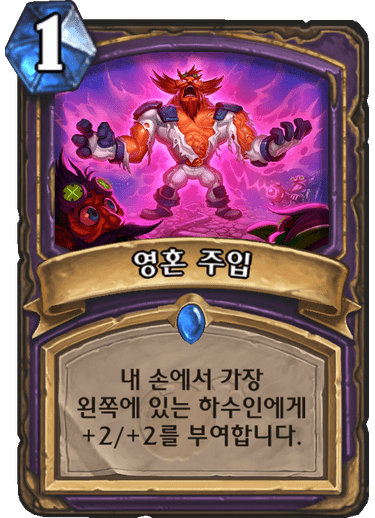 1
영혼 주입
내 손에서 가장
왼쪽에 있는 하수인에게
+2/+2를 부여합니다.